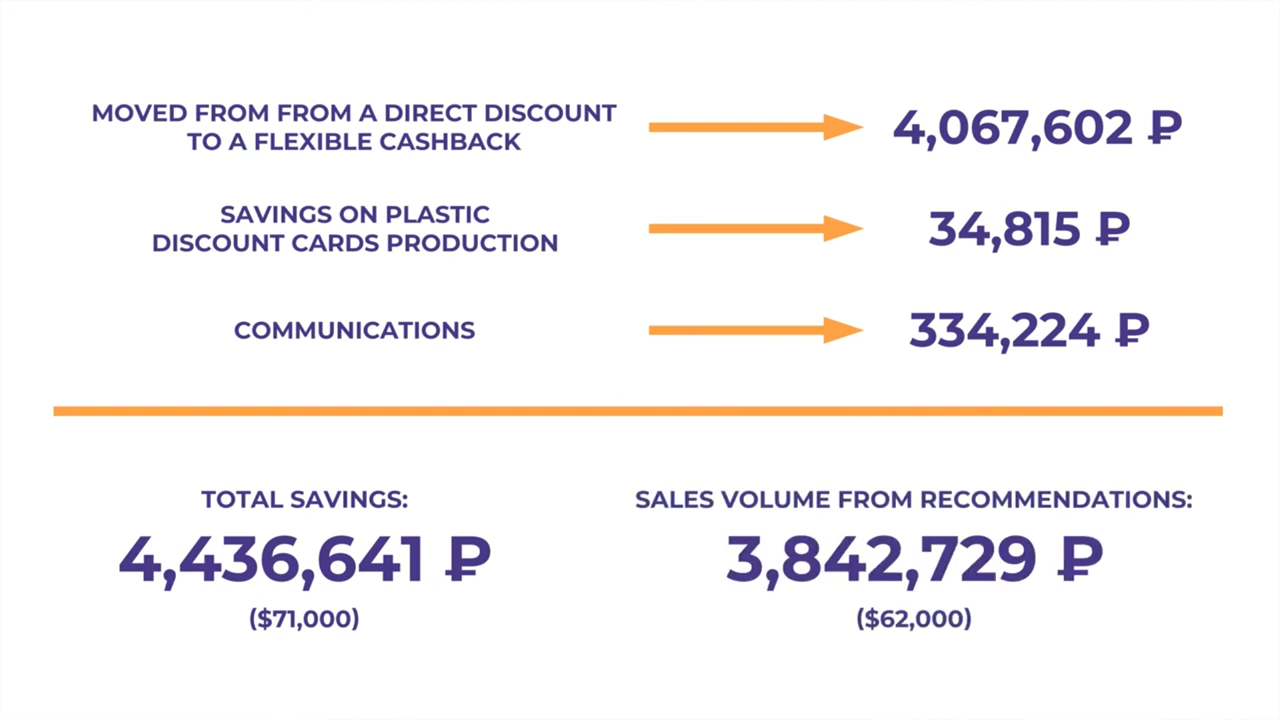 MOVED FROM FROM A DIRECT DISCOUNT
TO A FLEXIBLE CASHBACK
4,067,602 ₽
SAVINGS ON PLASTIC
DISCOUNT CARDS PRODUCTION
34,815 ₽
COMMUNICATIONS
334,224 ₽
TOTAL SAVINGS:
4,436,641 ₽
($71,000)
SALES VOLUME FROM RECOMMENDATIONS:
3,842,729 ₽
($62,000)